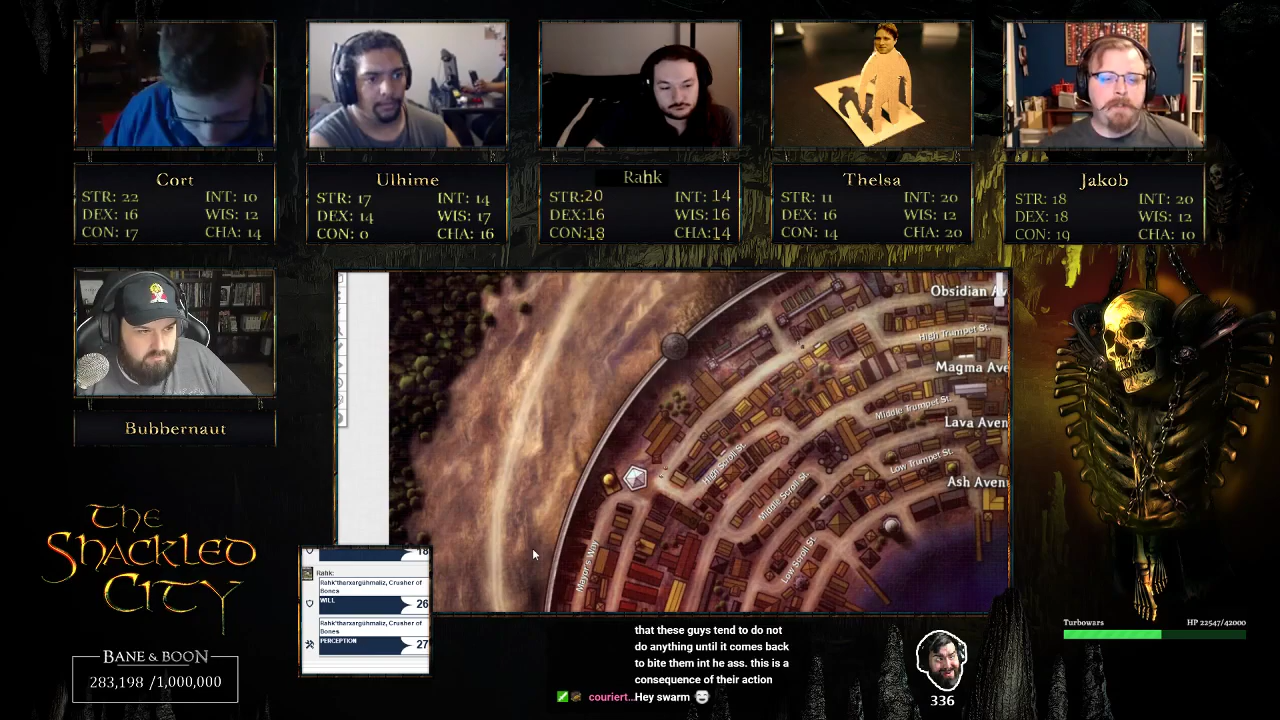 Cort
STR: 22 INT: 10
DEX: 16 WIS: 12
CON: 17 CHA: 14
Ulhime
STR: 17 INT: 14
DEX: 14 WIS: 17
CON: 0 CHA: 16
Rahk
STR:20 INT: 14
DEX:16 WIS: 16
CON:18 CHA:14
Thelsa
STR: 11 INT: 20
DEX: 16 WIS: 12
CON: 14 CHA: 20
Jakob
STR: 18 INT: 20
DEX: 18 WIS: 12
CON: 19 CHA: 10
Bubbernaut
Obsidian Av
High Trumpet St.
Magma Ave
Middle Trumpet St.
Lava Aven
Low Trumpet St.
Ash Aven
High Scroll St.
Middle Scroll St.
Low Scroll St.
Major's Way
The
Shackled
City
BANE & BOON
283,198 /1,000,000
18
Rahk:
Rahk'tharxargühmaliz, Crusher of
Bones
WILL 26
Rahk'tharxargühmaliz, Crusher of
Bones
PERCEPTION 27
that these guys tend to do not
do anything until it comes back
to bite them int he ass. this is a
consequence of their action
couriert... Hey swarm
336
Turbowars HP 22547/42000